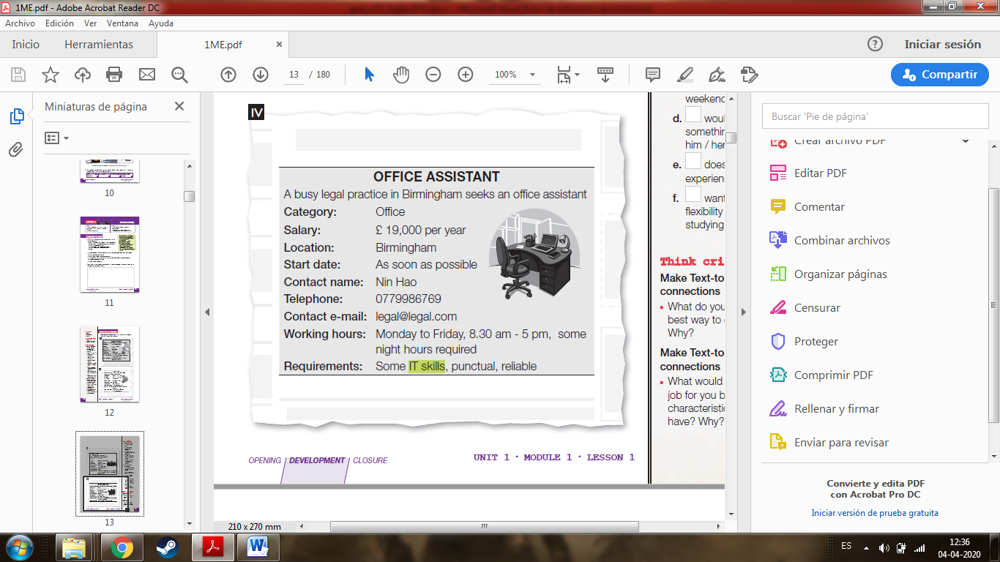 1ME.pdf - Adobe Acrobat Reader DC
Archivo Edición Ver Ventana Ayuda
Inicio Herramientas 1ME.pdf Iniciar sesión
13 / 180 100% Compartir
Miniaturas de página
10
11
12
13
IV
OFFICE ASSISTANT
A busy legal practice in Birmingham seeks an office assistant
Category: Office
Salary: £ 19,000 per year
Location: Birmingham
Start date: As soon as possible
Contact name: Nin Hao
Telephone: 0779986769
Contact e-mail: legal@legal.com
Working hours: Monday to Friday, 8.30 am - 5 pm, some
night hours required
Requirements: Some IT skills, punctual, reliable
OPENING / DEVELOPMENT / CLOSURE
UNIT 1 · MODULE 1 · LESSON 1
210 x 270 mm
weekend
d. woul
somethin
him / her
e. does
experien
f. want
flexibility
studying
Think cri
Make Text-to
connections
• What do you
best way to
Why?
Make Text-to
connections
• What would
job for you b
characteristi
have? Why?
Buscar 'Pie de página'
Crear archivo PDF
Editar PDF
Comentar
Combinar archivos
Organizar páginas
Censurar
Proteger
Comprimir PDF
Rellenar y firmar
Enviar para revisar
Convierte y edita PDF
con Acrobat Pro DC
Iniciar versión de prueba gratuita
ES
12:36
04-04-2020